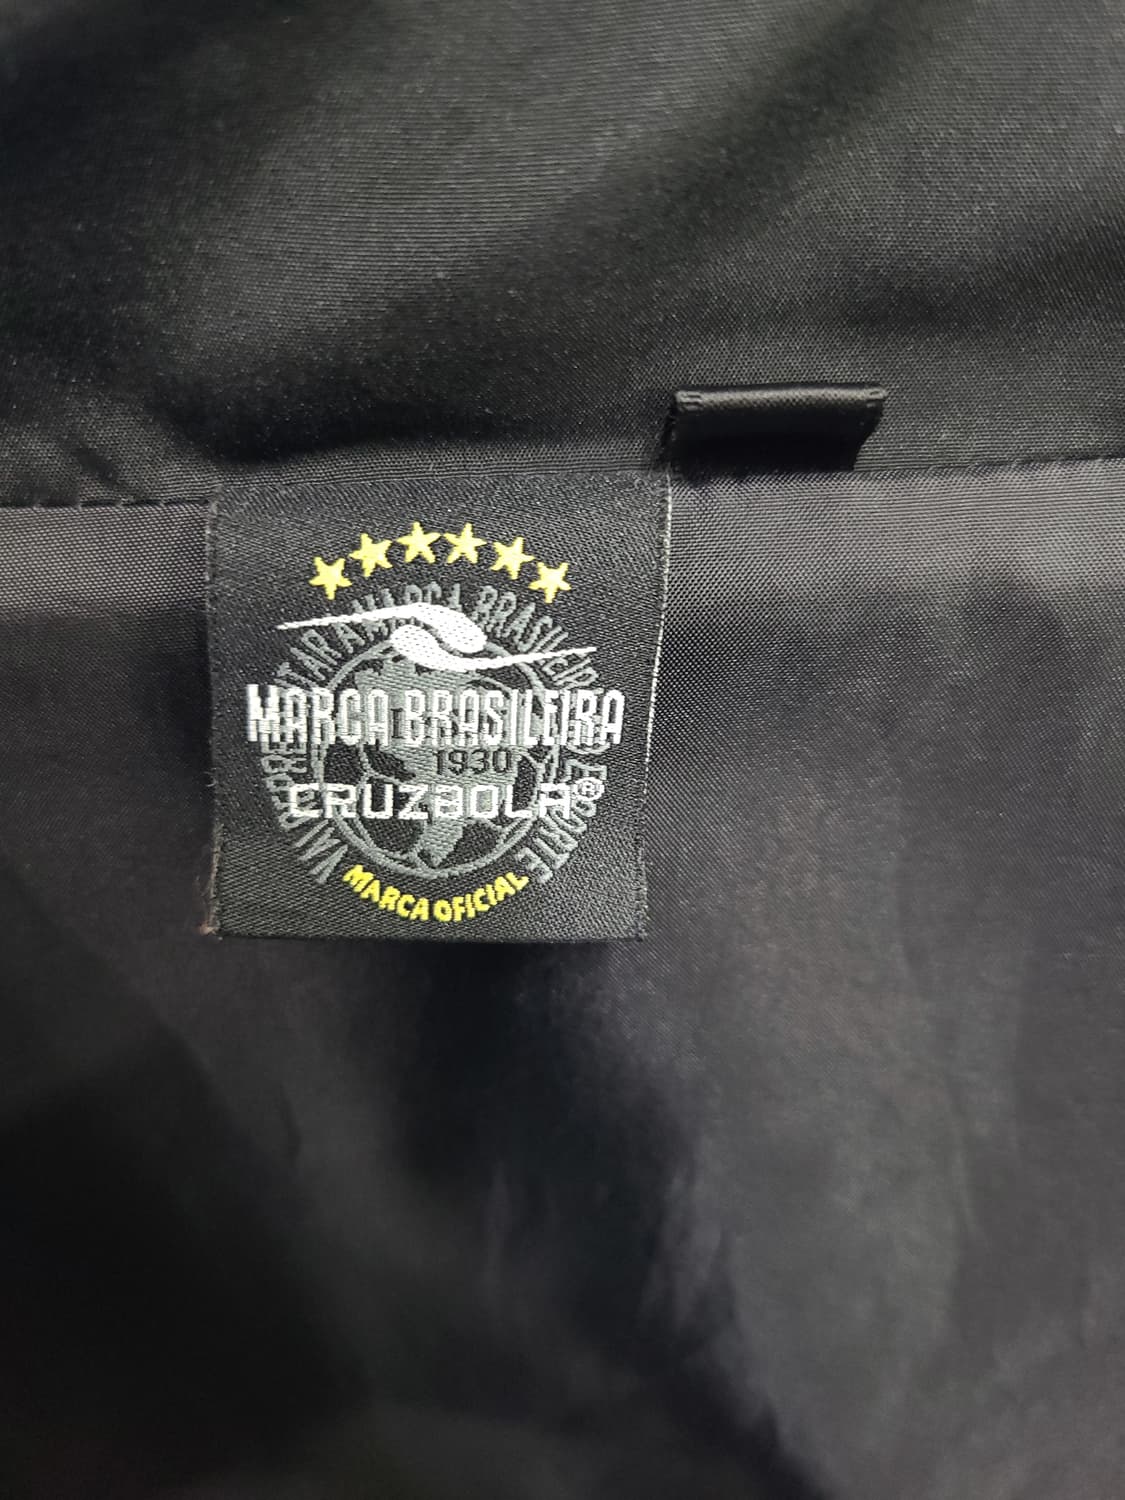 MARCA BRASILEIRA
1930
CRUZBOLA®
MARCA OFICIAL